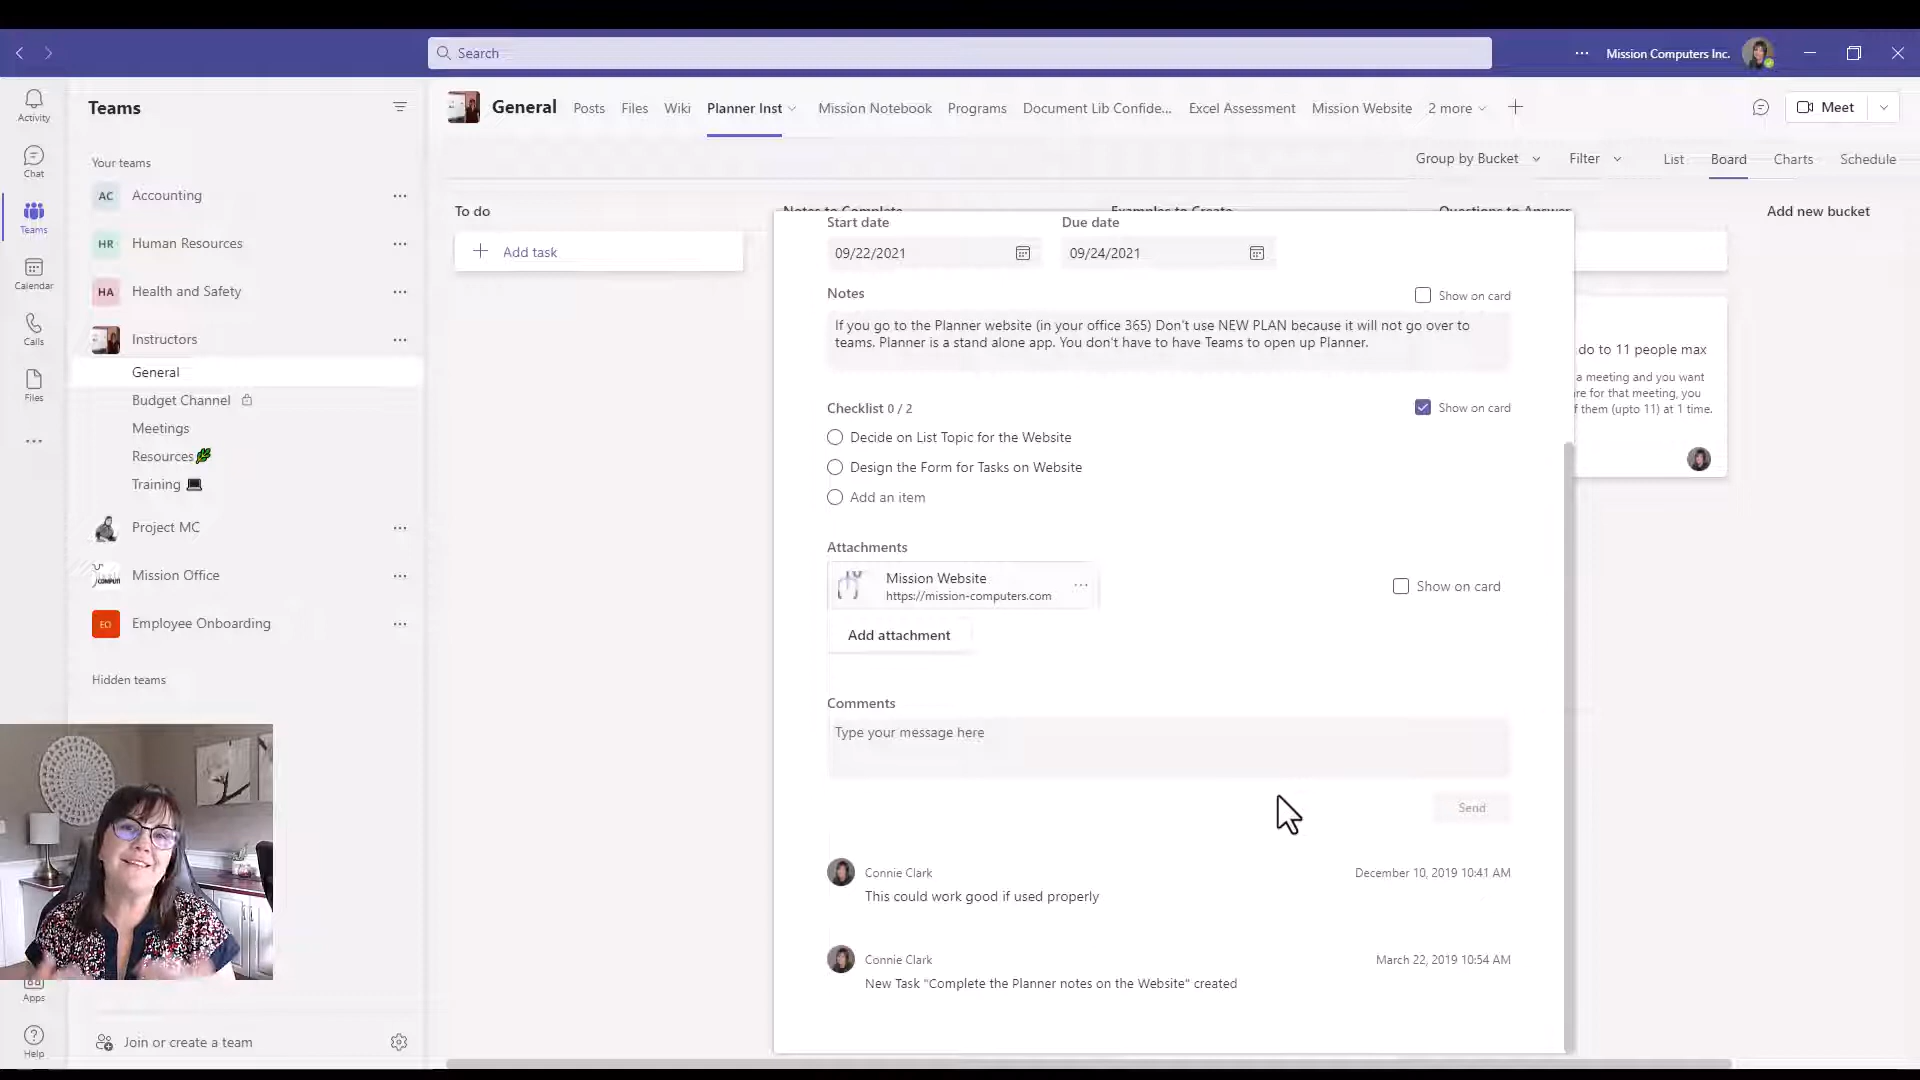 Search
Mission Computers Inc.
Activity
Chat
Teams
Calendar
Calls
Files
Apps
Help
Teams
Your teams
AC Accounting
HR Human Resources
HA Health and Safety
Instructors
General
Budget Channel
Meetings
Resources
Training
Project MC
Mission Office
EO Employee Onboarding
Hidden teams
Join or create a team
General Posts Files Wiki Planner Inst Mission Notebook Programs Document Lib Confide... Excel Assessment Mission Website 2 more
Meet
Group by Bucket Filter List Board Charts Schedule
To do Notes to Complete Examples to Create Questions to Answer Add new bucket
Add task
Start date Due date
09/22/2021 09/24/2021
Notes Show on card
If you go to the Planner website (in your office 365) Don't use NEW PLAN because it will not go over to
teams. Planner is a stand alone app. You don't have to have Teams to open up Planner.
Checklist 0 / 2 Show on card
Decide on List Topic for the Website
Design the Form for Tasks on Website
Add an item
Attachments
Mission Website
https://mission-computers.com
Show on card
Add attachment
Comments
Type your message here
Send
Connie Clark December 10, 2019 10:41 AM
This could work good if used properly
Connie Clark March 22, 2019 10:54 AM
New Task "Complete the Planner notes on the Website" created
do to 11 people max
a meeting and you want
re for that meeting, you
f them (upto 11) at 1 time.